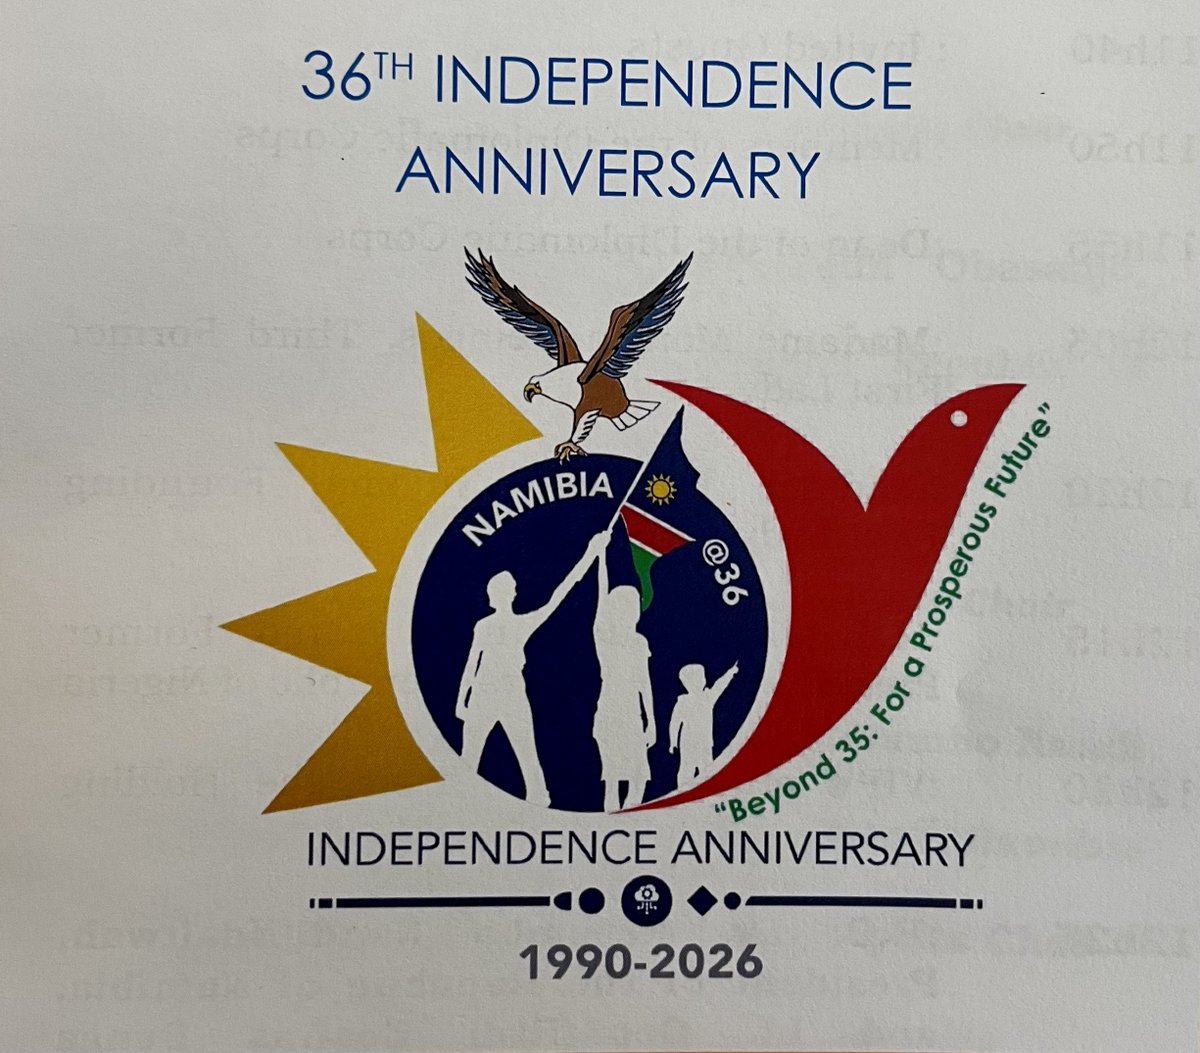 36TH INDEPENDENCE
ANNIVERSARY
NAMIBIA
@36
"Beyond 35: For a Prosperous Future"
INDEPENDENCE ANNIVERSARY
1990-2026